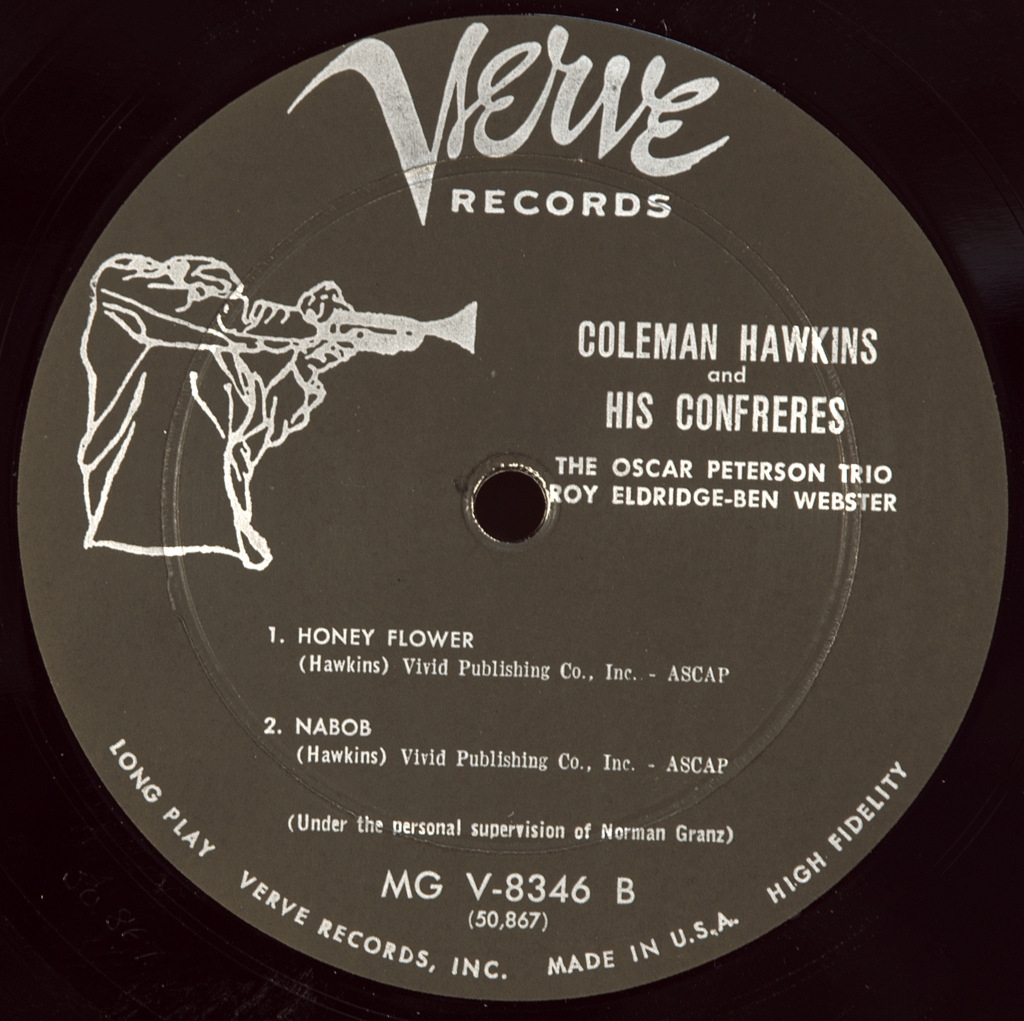 Verve
RECORDS
COLEMAN HAWKINS
and
HIS CONFRERES
THE OSCAR PETERSON TRIO
ROY ELDRIDGE-BEN WEBSTER
1. HONEY FLOWER
(Hawkins) Vivid Publishing Co., Inc. - ASCAP
2. NABOB
(Hawkins) Vivid Publishing Co., Inc. - ASCAP
(Under the personal supervision of Norman Granz)
MG V-8346 B
(50,867)
LONG PLAY VERVE RECORDS, INC. MADE IN U.S.A. HIGH FIDELITY